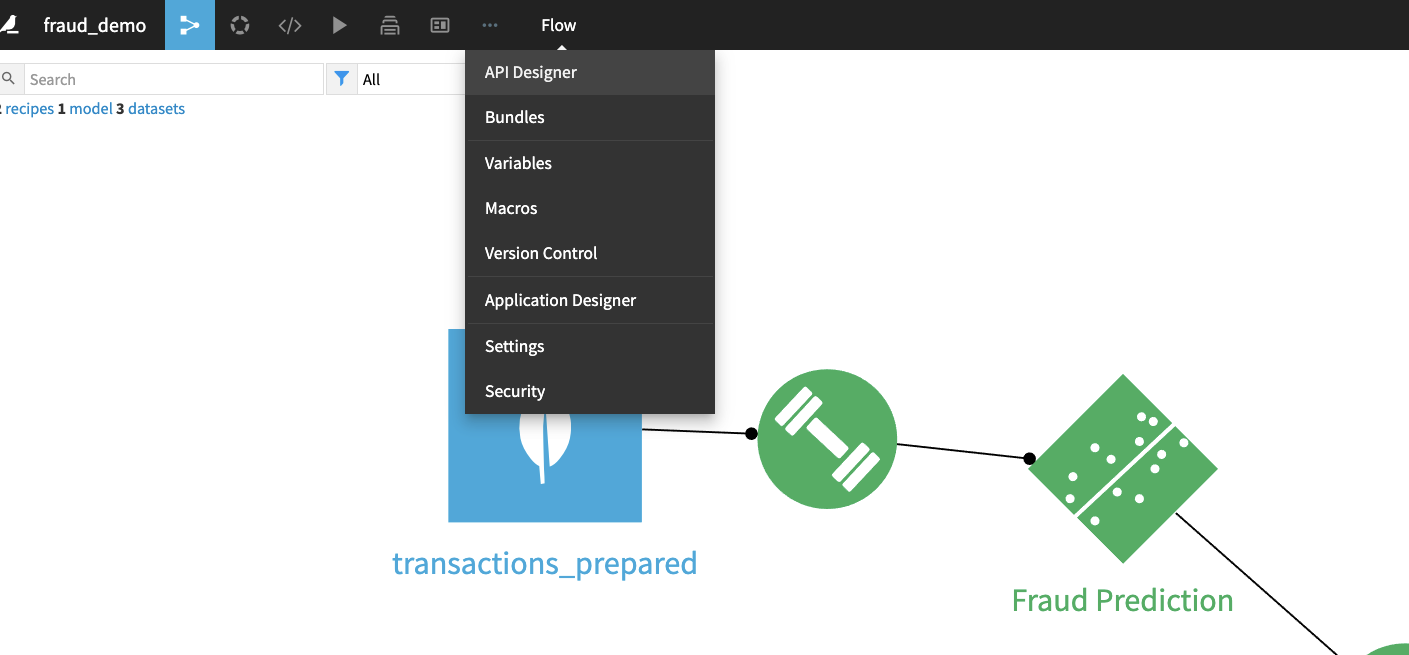 fraud_demo
Flow
Search
All
recipes 1 model 3 datasets
API Designer
Bundles
Variables
Macros
Version Control
Application Designer
Settings
Security
transactions_prepared
Fraud Prediction